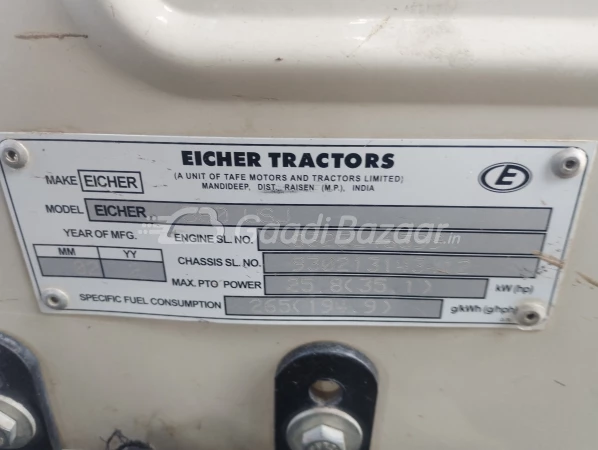 EICHER TRACTORS
(A UNIT OF TAFE MOTORS AND TRACTORS LIMITED)
MANDIDEEP, DIST. RAISEN (M.P.), INDIA
E
MAKE EICHER
MODEL EICHER
YEAR OF MFG.
MM YY
ENGINE SL. NO.
CHASSIS SL. NO.
MAX. PTO POWER 25.8(35.1) kW (hp)
SPECIFIC FUEL CONSUMPTION 265(194.9) g/kWh (g/hph)
GaadiBazaar.in